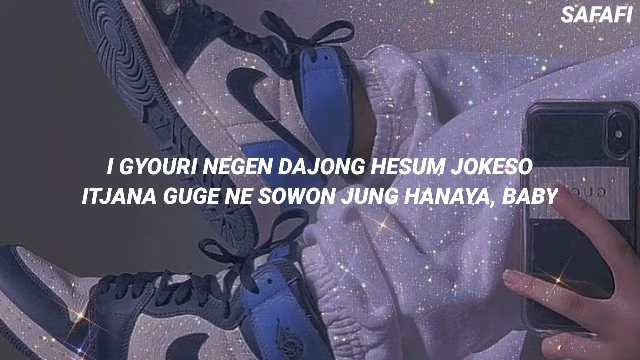 SAFAFI
I GYOURI NEGEN DAJONG HESUM JOKESO
ITJANA GUGE NE SOWON JUNG HANAYA, BABY